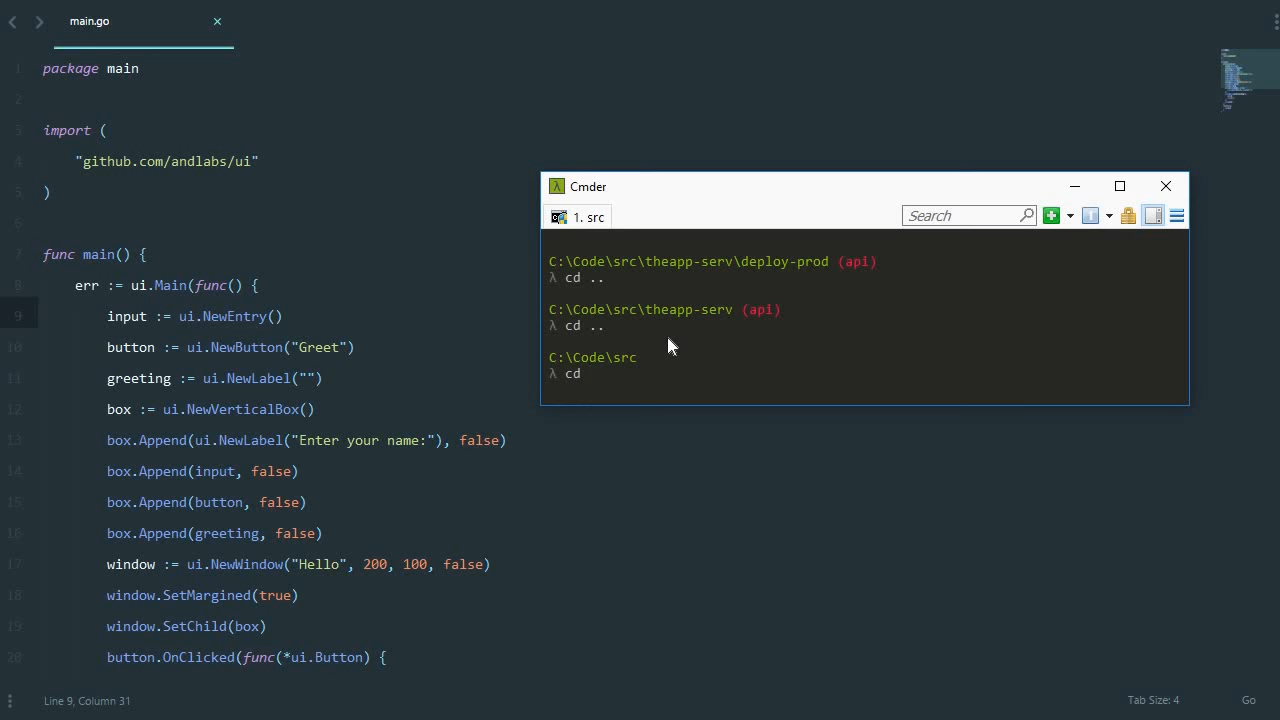 main.go
1 package main
2
3 import (
4 "github.com/andlabs/ui"
5 )
6
7 func main() {
8 err := ui.Main(func() {
9 input := ui.NewEntry()
10 button := ui.NewButton("Greet")
11 greeting := ui.NewLabel("")
12 box := ui.NewVerticalBox()
13 box.Append(ui.NewLabel("Enter your name:"), false)
14 box.Append(input, false)
15 box.Append(button, false)
16 box.Append(greeting, false)
17 window := ui.NewWindow("Hello", 200, 100, false)
18 window.SetMargined(true)
19 window.SetChild(box)
20 button.OnClicked(func(*ui.Button) {
Cmder
1. src
Search
C:\Code\src\theapp-serv\deploy-prod (api)
λ cd ..
C:\Code\src\theapp-serv (api)
λ cd ..
C:\Code\src
λ cd
Line 9, Column 31
Tab Size: 4
Go